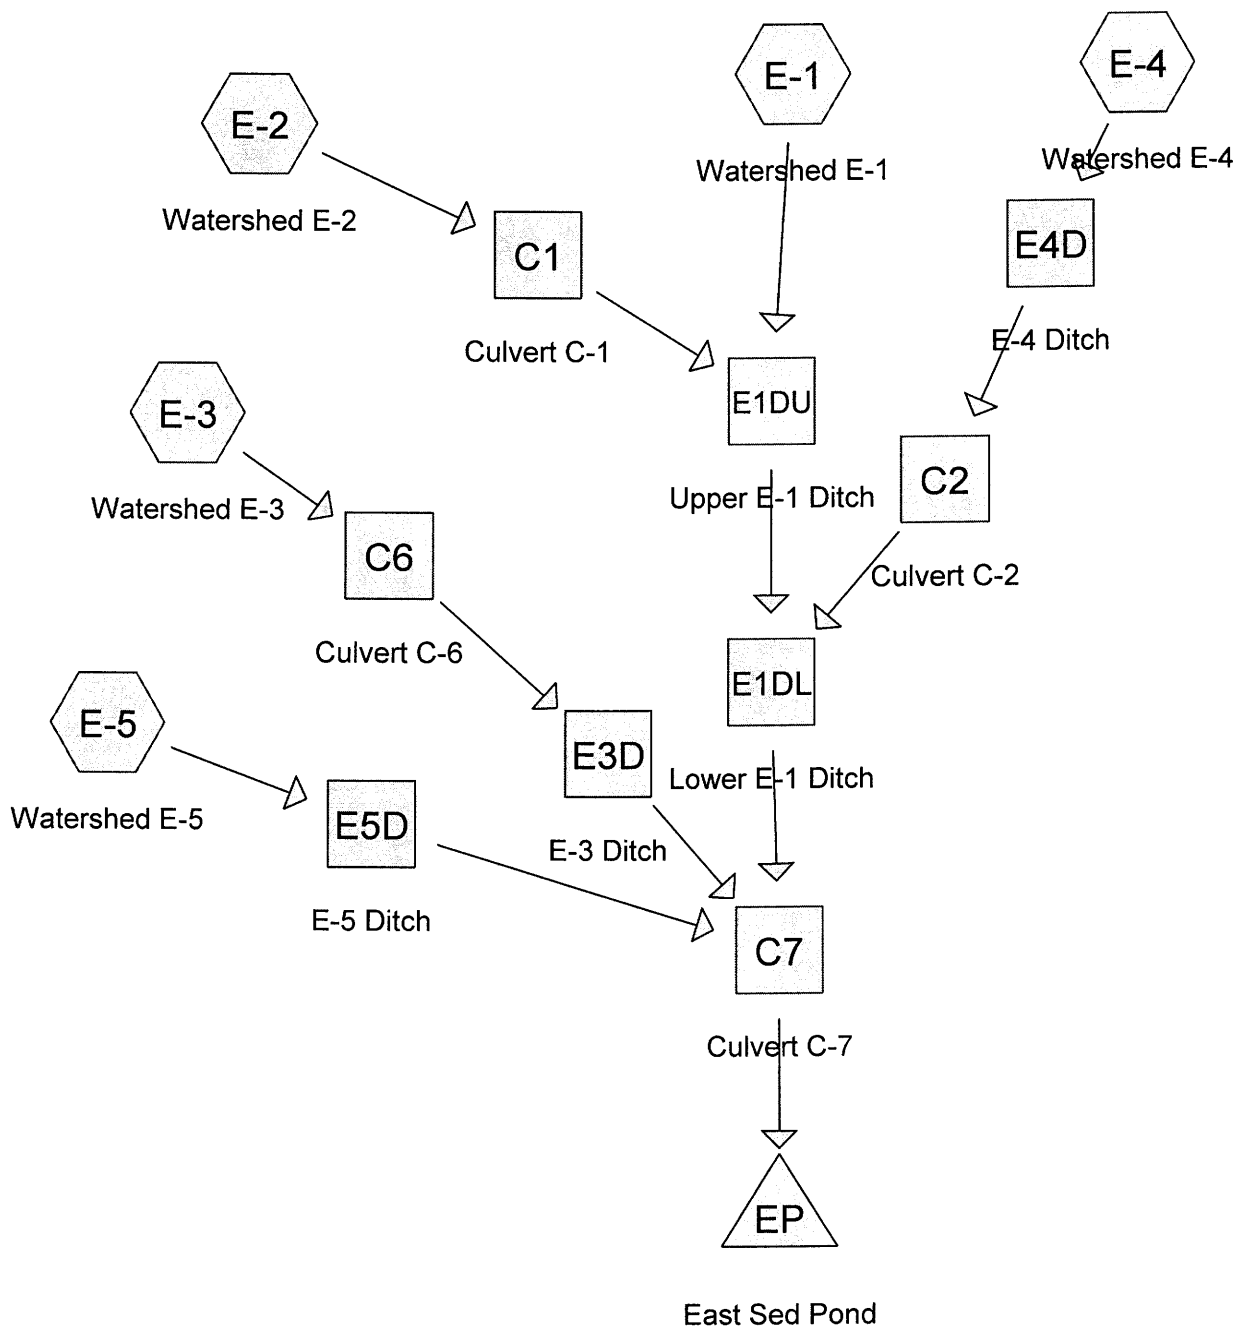 E-1
E-4
E-2
Watershed E-1
Watershed E-4
Watershed E-2
C1
E4D
Culvert C-1
E-4 Ditch
E-3
E1DU
C2
Watershed E-3
Upper E-1 Ditch
C6
Culvert C-2
Culvert C-6
E1DL
E-5
E3D
Lower E-1 Ditch
Watershed E-5
E5D
E-3 Ditch
E-5 Ditch
C7
Culvert C-7
EP
East Sed Pond